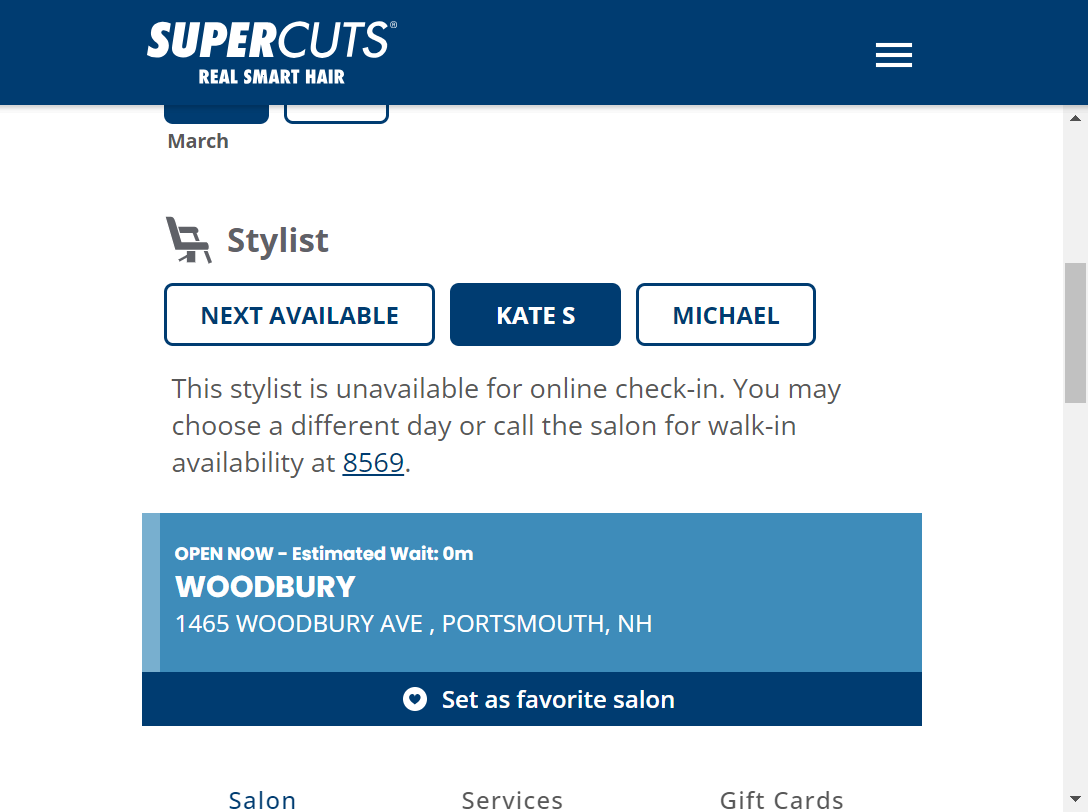 SUPERCUTS®
REAL SMART HAIR
March
Stylist
NEXT AVAILABLE
KATE S
MICHAEL
This stylist is unavailable for online check-in. You may
choose a different day or call the salon for walk-in
availability at 8569.
OPEN NOW – Estimated Wait: 0m
WOODBURY
1465 WOODBURY AVE , PORTSMOUTH, NH
Set as favorite salon
Salon
Services
Gift Cards